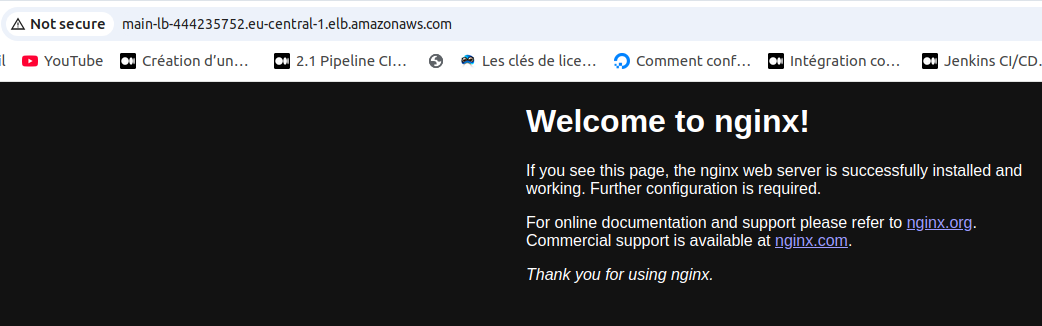 Not secure main-lb-444235752.eu-central-1.elb.amazonaws.com
YouTube Création d'un… 2.1 Pipeline CI… Les clés de lice… Comment conf… Intégration co… Jenkins CI/CD…
Welcome to nginx!
If you see this page, the nginx web server is successfully installed and
working. Further configuration is required.
For online documentation and support please refer to nginx.org.
Commercial support is available at nginx.com.
Thank you for using nginx.